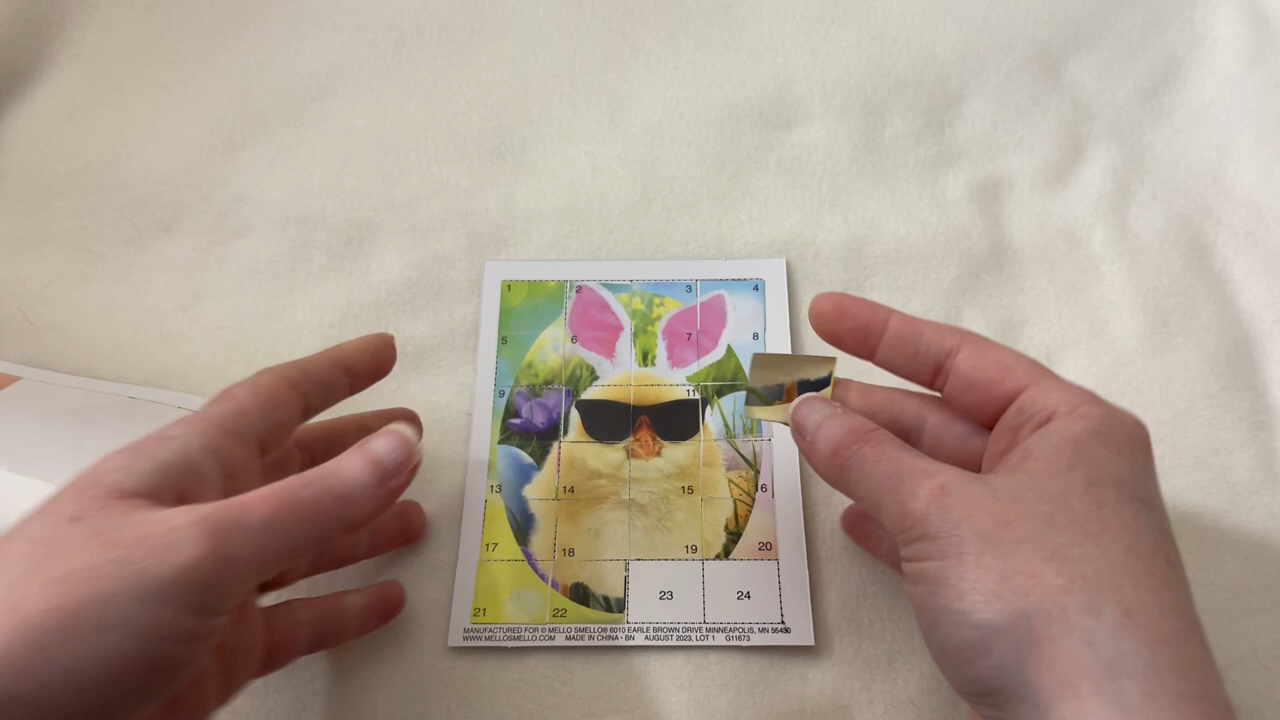 1 2 3 4
5 6 7 8
9 10 11
13 14 15 16
17 18 19 20
21 22 23 24
MANUFACTURED FOR © MELLO SMELLO® 6010 EARLE BROWN DRIVE MINNEAPOLIS, MN 55430
WWW.MELLOSMELLO.COM MADE IN CHINA • BN AUGUST 2023, LOT 1 G11673